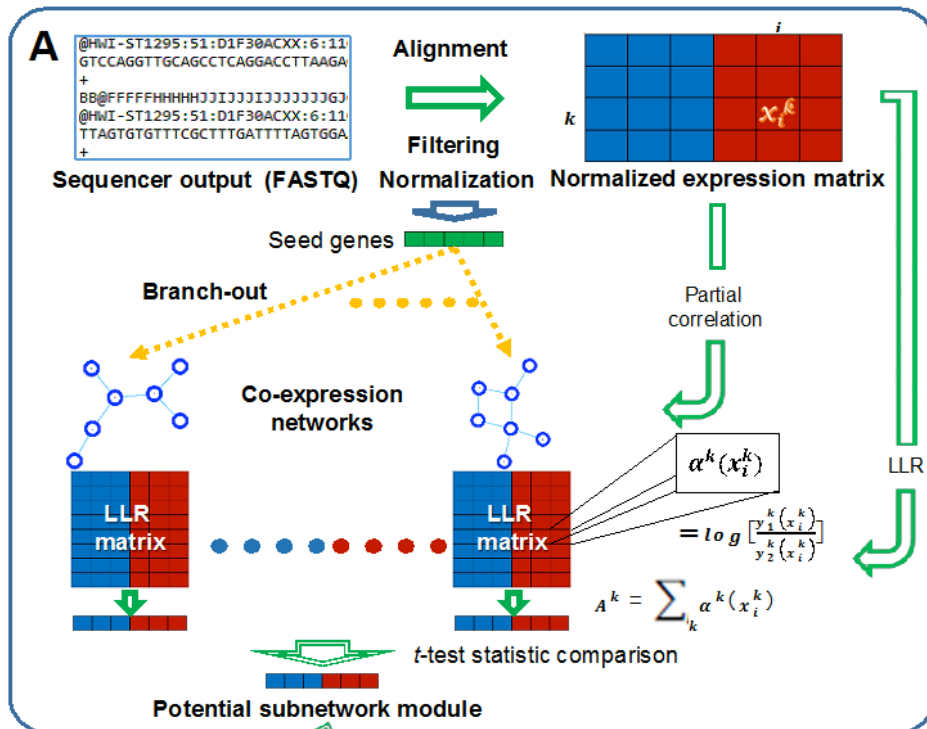 A
@HWI-ST1295:51:D1F30ACXX:6:11
GTCCAGGTTGCAGCCTCAGGACCTTAAGA
+
BB@FFFFFHHHHHJJIJJJIJJJJJJJGJ
@HWI-ST1295:51:D1F30ACXX:6:11
TTAGTGTGTTTCGCTTTGATTTTAGTGGA
+
Sequencer output (FASTQ)
Alignment
Filtering
Normalization
i
k
x_i^k
Normalized expression matrix
Seed genes
Branch-out
Partial
correlation
Co-expression
networks
LLR
LLR
matrix
LLR
matrix
α^k(x_i^k)
= log [y_1^k(x_i^k) / y_2^k(x_i^k)]
A^k = ∑_k α^k(x_i^k)
t-test statistic comparison
Potential subnetwork module